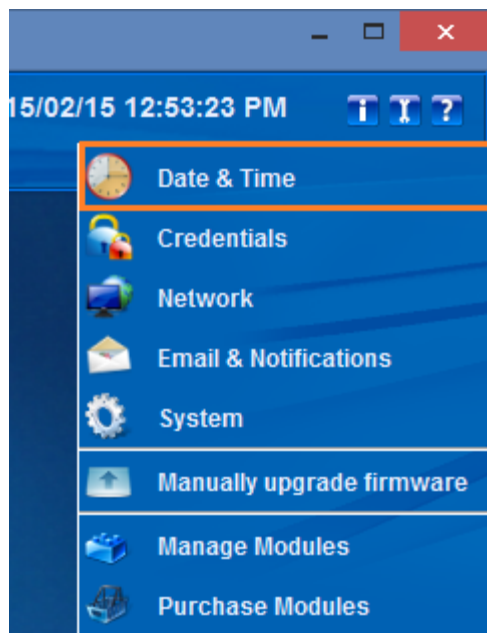 15/02/15 12:53:23 PM
Date & Time
Credentials
Network
Email & Notifications
System
Manually upgrade firmware
Manage Modules
Purchase Modules